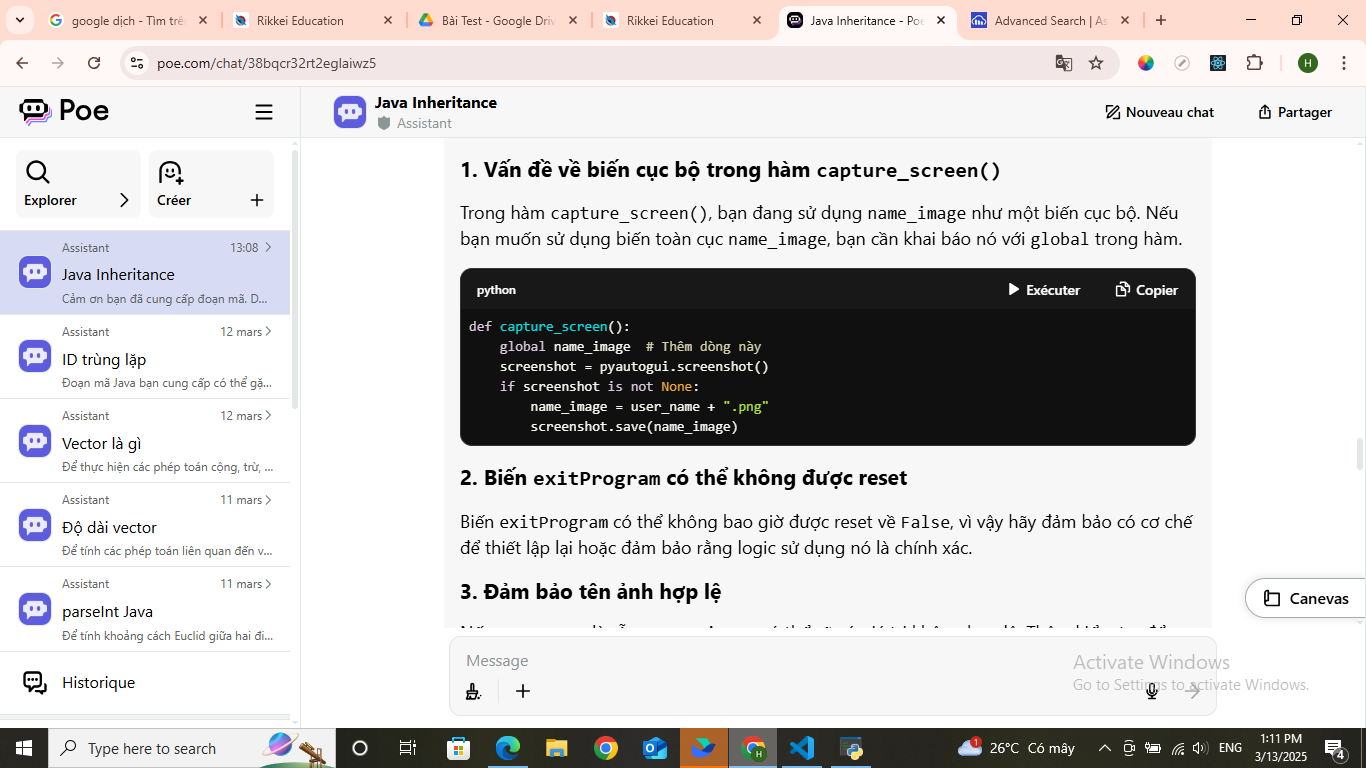 google dịch - Tìm trê
Rikkei Education
Bài Test - Google Driv
Rikkei Education
Java Inheritance - Poe
Advanced Search | As
poe.com/chat/38bqcr32rt2eglaiwz5
H
Poe
Java Inheritance
Assistant
Nouveau chat
Partager
Explorer
Créer
Assistant
13:08
Java Inheritance
Cảm ơn bạn đã cung cấp đoạn mã. D...
Assistant
12 mars
ID trùng lặp
Đoạn mã Java bạn cung cấp có thể gặ...
Assistant
12 mars
Vector là gì
Để thực hiện các phép toán cộng, trừ, ...
Assistant
11 mars
Độ dài vector
Để tính các phép toán liên quan đến v...
Assistant
11 mars
parseInt Java
Để tính khoảng cách Euclid giữa hai đi...
Historique
1. Vấn đề về biến cục bộ trong hàm capture_screen()
Trong hàm capture_screen(), bạn đang sử dụng name_image như một biến cục bộ. Nếu
bạn muốn sử dụng biến toàn cục name_image, bạn cần khai báo nó với global trong hàm.
python
Exécuter
Copier
def capture_screen():
    global name_image  # Thêm dòng này
    screenshot = pyautogui.screenshot()
    if screenshot is not None:
        name_image = user_name + ".png"
        screenshot.save(name_image)
2. Biến exitProgram có thể không được reset
Biến exitProgram có thể không bao giờ được reset về False, vì vậy hãy đảm bảo có cơ chế
để thiết lập lại hoặc đảm bảo rằng logic sử dụng nó là chính xác.
3. Đảm bảo tên ảnh hợp lệ
Canevas
Message
Activate Windows
Go to Settings to activate Windows.
Type here to search
1
26°C Có mây
ENG
1:11 PM
3/13/2025
4